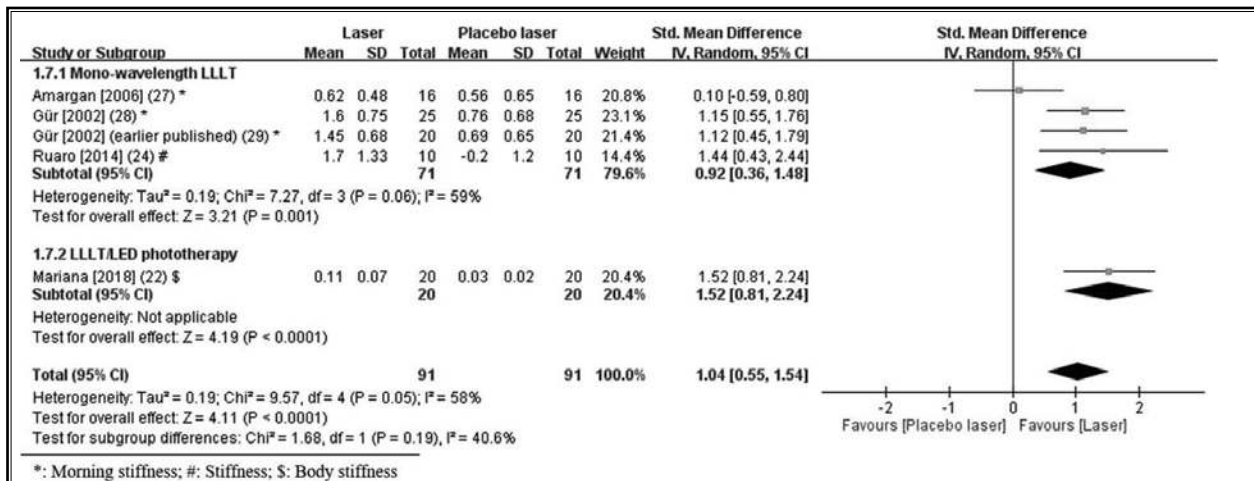 Laser Placebo laser Std. Mean Difference Std. Mean Difference
Study or Subgroup Mean SD Total Mean SD Total Weight IV, Random, 95% CI IV, Random, 95% CI
1.7.1 Mono-wavelength LLLT
Amargan [2006] (27) * 0.62 0.48 16 0.56 0.65 16 20.8% 0.10 [-0.59, 0.80]
Gür [2002] (28) * 1.6 0.75 25 0.76 0.68 25 23.1% 1.15 [0.55, 1.76]
Gür [2002] (earlier published) (29) * 1.45 0.68 20 0.69 0.65 20 21.4% 1.12 [0.45, 1.79]
Ruaro [2014] (24) # 1.7 1.33 10 -0.2 1.2 10 14.4% 1.44 [0.43, 2.44]
Subtotal (95% CI) 71 71 79.6% 0.92 [0.36, 1.48]
Heterogeneity: Tau² = 0.19; Chi² = 7.27, df = 3 (P = 0.06); I² = 59%
Test for overall effect: Z = 3.21 (P = 0.001)
1.7.2 LLLT/LED phototherapy
Mariana [2018] (22) $ 0.11 0.07 20 0.03 0.02 20 20.4% 1.52 [0.81, 2.24]
Subtotal (95% CI) 20 20 20.4% 1.52 [0.81, 2.24]
Heterogeneity: Not applicable
Test for overall effect: Z = 4.19 (P < 0.0001)
Total (95% CI) 91 91 100.0% 1.04 [0.55, 1.54]
Heterogeneity: Tau² = 0.19; Chi² = 9.57, df = 4 (P = 0.05); I² = 58%
Test for overall effect: Z = 4.11 (P < 0.0001)
Test for subgroup differences: Chi² = 1.68, df = 1 (P = 0.19), I² = 40.6%
-2 -1 0 1 2
Favours [Placebo laser] Favours [Laser]
*: Morning stiffness; #: Stiffness; $: Body stiffness